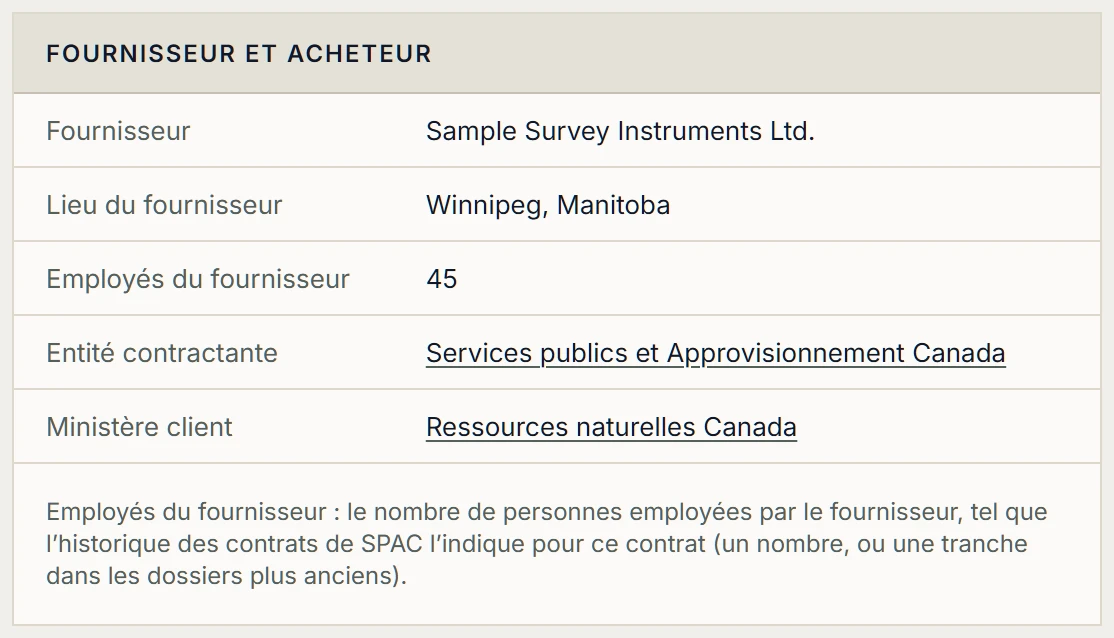 FOURNISSEUR ET ACHETEUR
Fournisseur
Sample Survey Instruments Ltd.
Lieu du fournisseur
Winnipeg, Manitoba
Employés du fournisseur
45
Entité contractante
Services publics et Approvisionnement Canada
Ministère client
Ressources naturelles Canada
Employés du fournisseur : le nombre de personnes employées par le fournisseur, tel que
l’historique des contrats de SPAC l’indique pour ce contrat (un nombre, ou une tranche
dans les dossiers plus anciens).